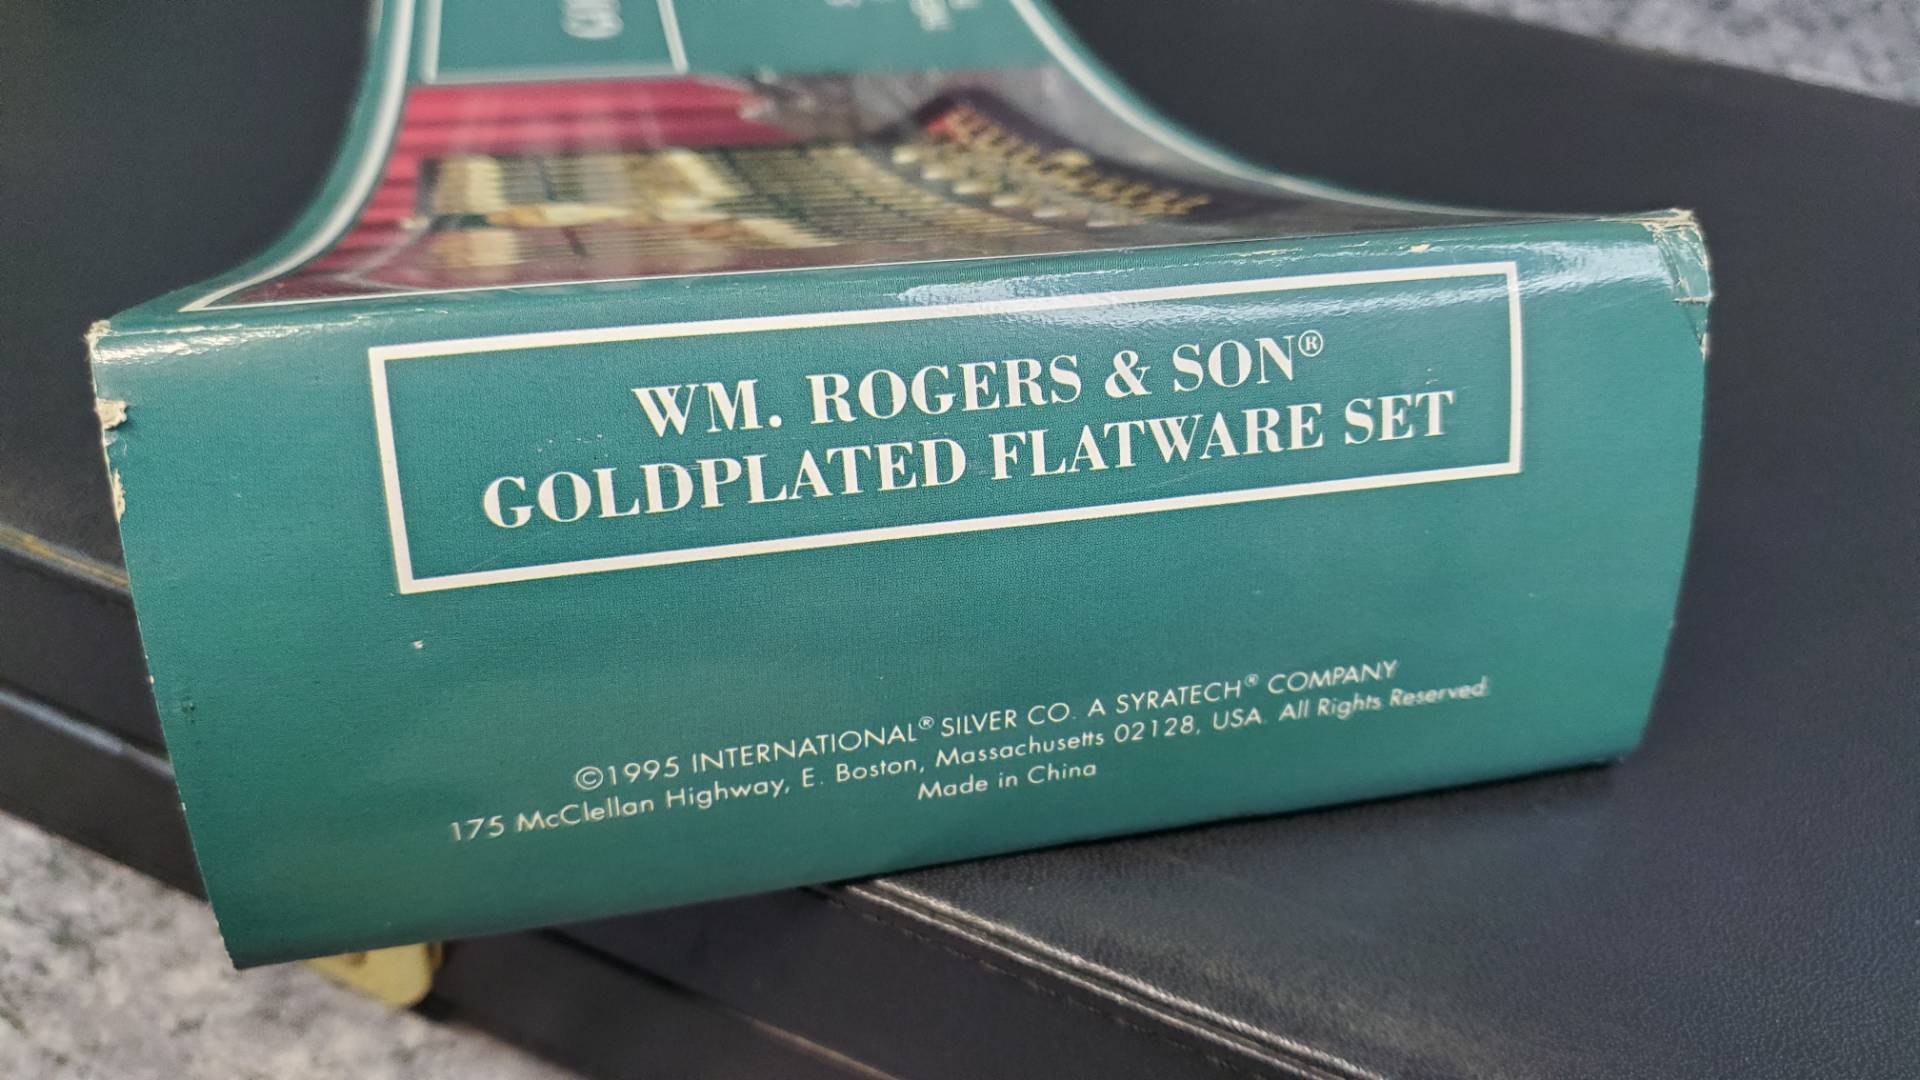 WM. ROGERS & SON®
GOLDPLATED FLATWARE SET
©1995 INTERNATIONAL® SILVER CO. A SYRATECH® COMPANY
175 McClellan Highway, E. Boston, Massachusetts 02128, USA. All Rights Reserved
Made in China